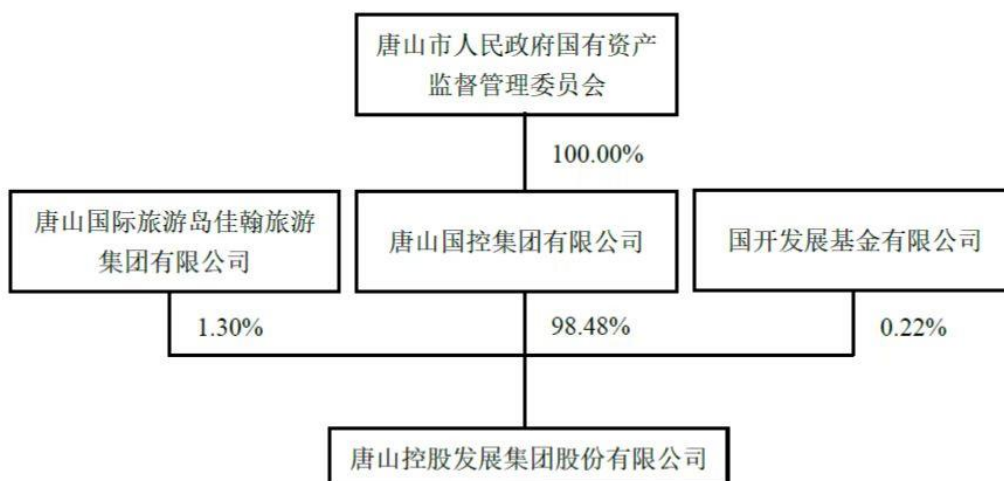 唐山市人民政府国有资产
监督管理委员会
100.00%
唐山国际旅游岛佳翰旅游
集团有限公司
唐山国控集团有限公司
国开发展基金有限公司
1.30%
98.48%
0.22%
唐山控股发展集团股份有限公司